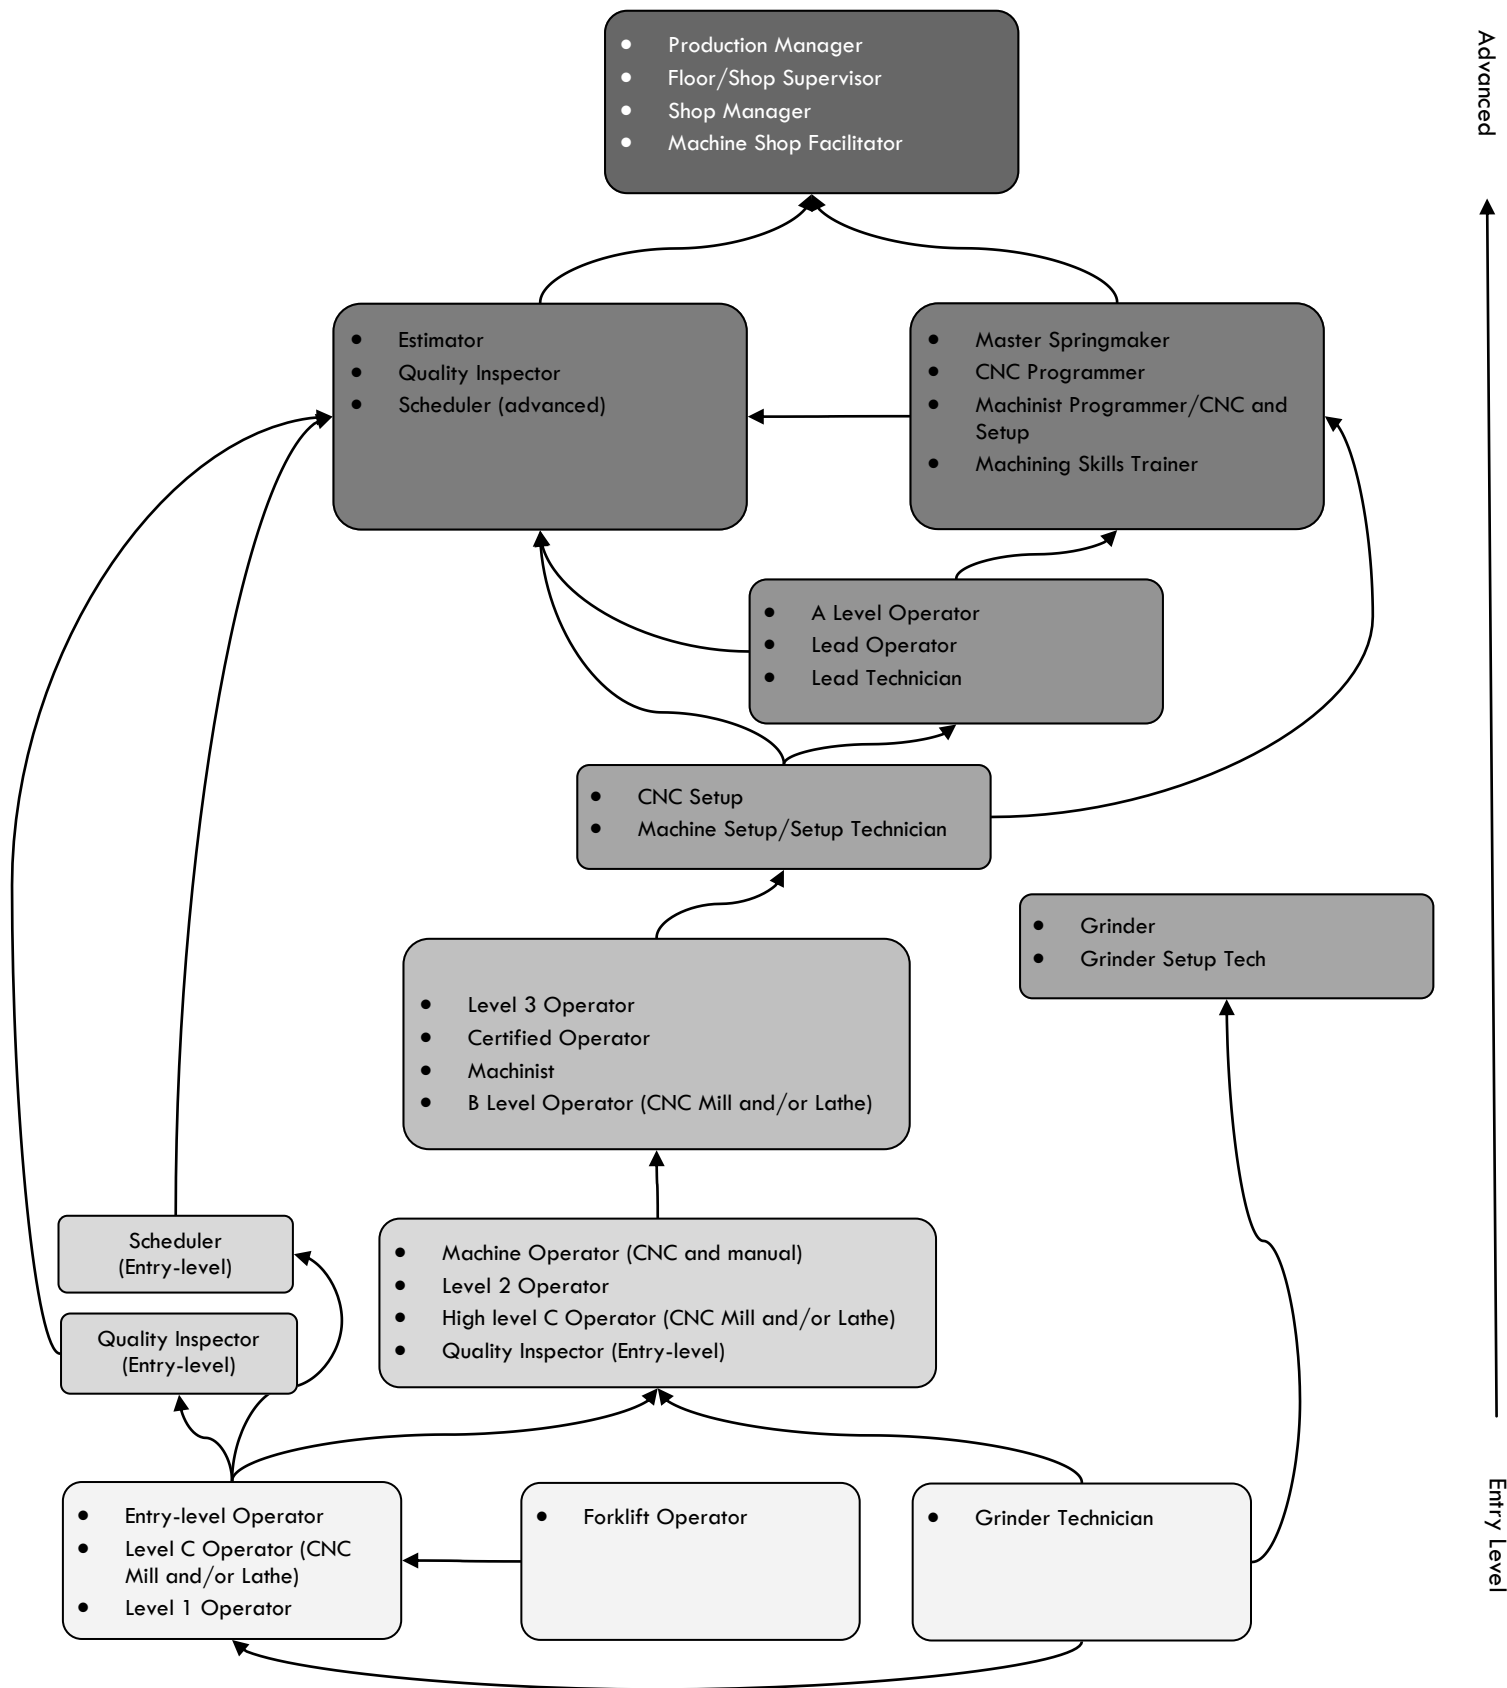 Advanced
• Production Manager
• Floor/Shop Supervisor
• Shop Manager
• Machine Shop Facilitator
• Estimator
• Quality Inspector
• Scheduler (advanced)
• Master Springmaker
• CNC Programmer
• Machinist Programmer/CNC and
Setup
• Machining Skills Trainer
• A Level Operator
• Lead Operator
• Lead Technician
• CNC Setup
• Machine Setup/Setup Technician
• Grinder
• Grinder Setup Tech
• Level 3 Operator
• Certified Operator
• Machinist
• B Level Operator (CNC Mill and/or Lathe)
Scheduler
(Entry-level)
Quality Inspector
(Entry-level)
• Machine Operator (CNC and manual)
• Level 2 Operator
• High level C Operator (CNC Mill and/or Lathe)
• Quality Inspector (Entry-level)
• Entry-level Operator
• Level C Operator (CNC
Mill and/or Lathe)
• Level 1 Operator
• Forklift Operator
• Grinder Technician
Entry Level